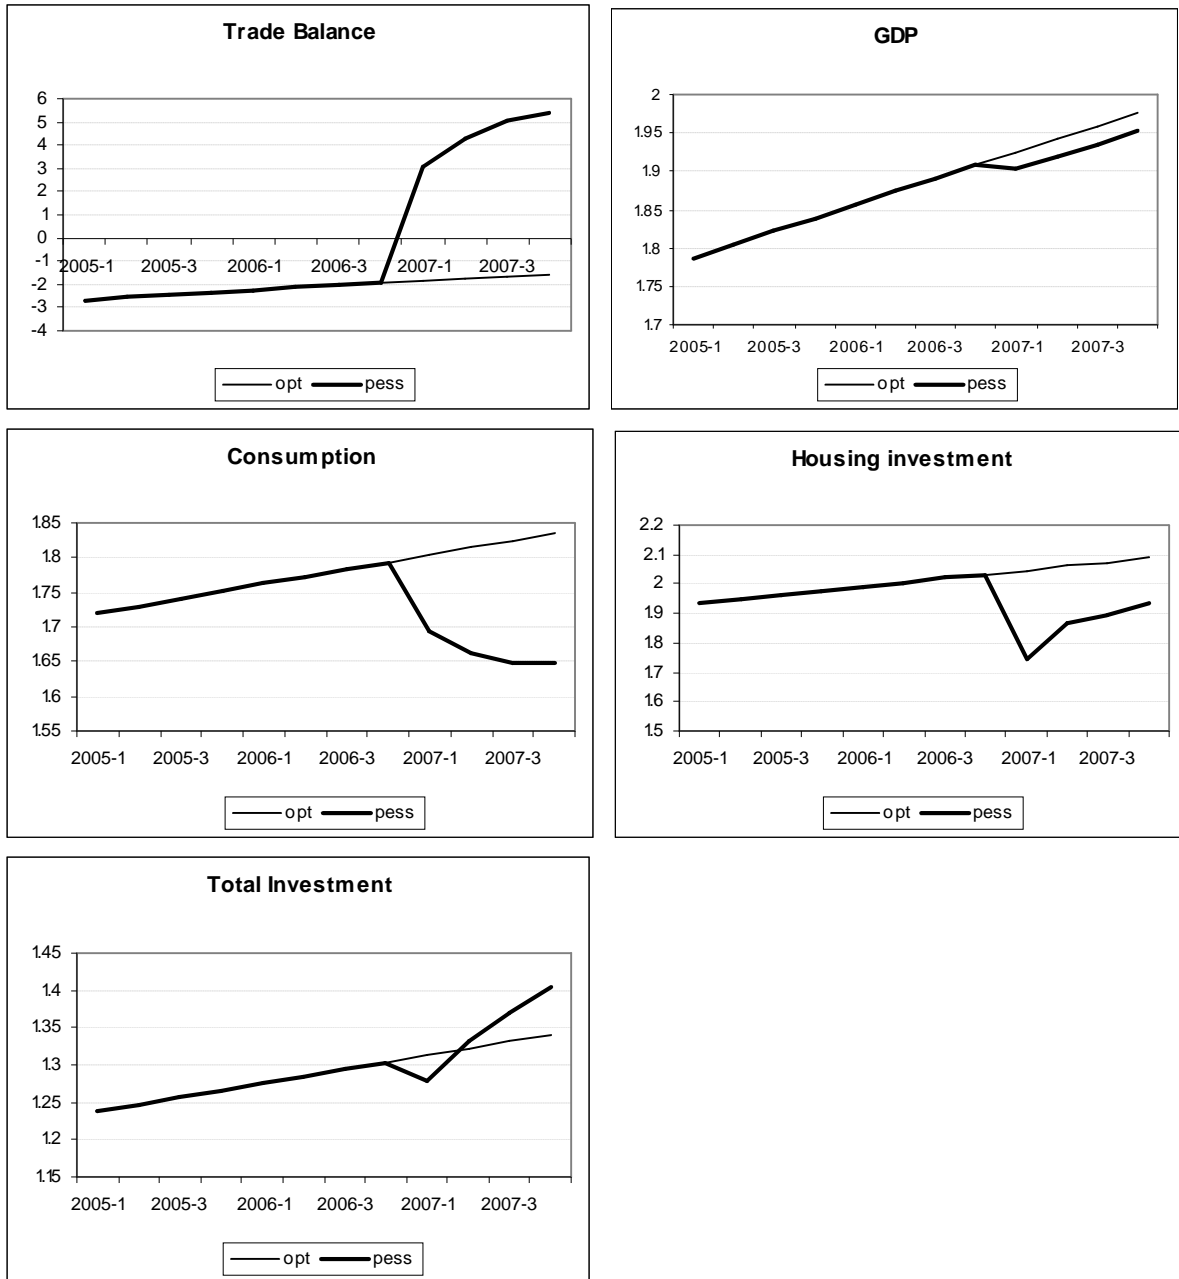 Trade Balance
6
5
4
3
2
1
0
-1
-2
-3
-4
2005-1 2005-3 2006-1 2006-3 2007-1 2007-3
opt pess
GDP
2
1.95
1.9
1.85
1.8
1.75
1.7
2005-1 2005-3 2006-1 2006-3 2007-1 2007-3
opt pess
Consumption
1.85
1.8
1.75
1.7
1.65
1.6
1.55
2005-1 2005-3 2006-1 2006-3 2007-1 2007-3
opt pess
Housing investment
2.2
2.1
2
1.9
1.8
1.7
1.6
1.5
2005-1 2005-3 2006-1 2006-3 2007-1 2007-3
opt pess
Total Investment
1.45
1.4
1.35
1.3
1.25
1.2
1.15
2005-1 2005-3 2006-1 2006-3 2007-1 2007-3
opt pess